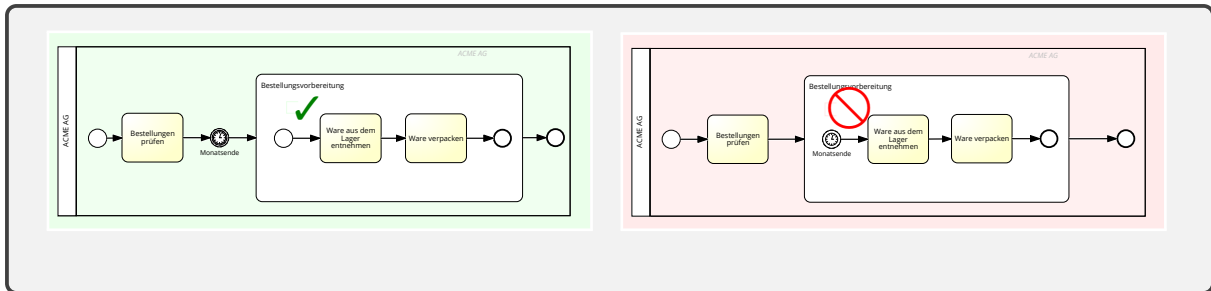 ACME AG
ACME AG
Bestellungen
prüfen
Monatsende
Bestellungsvorbereitung
Ware aus dem
Lager
entnehmen
Ware verpacken
ACME AG
ACME AG
Bestellungen
prüfen
Bestellungsvorbereitung
Monatsende
Ware aus dem
Lager
entnehmen
Ware verpacken